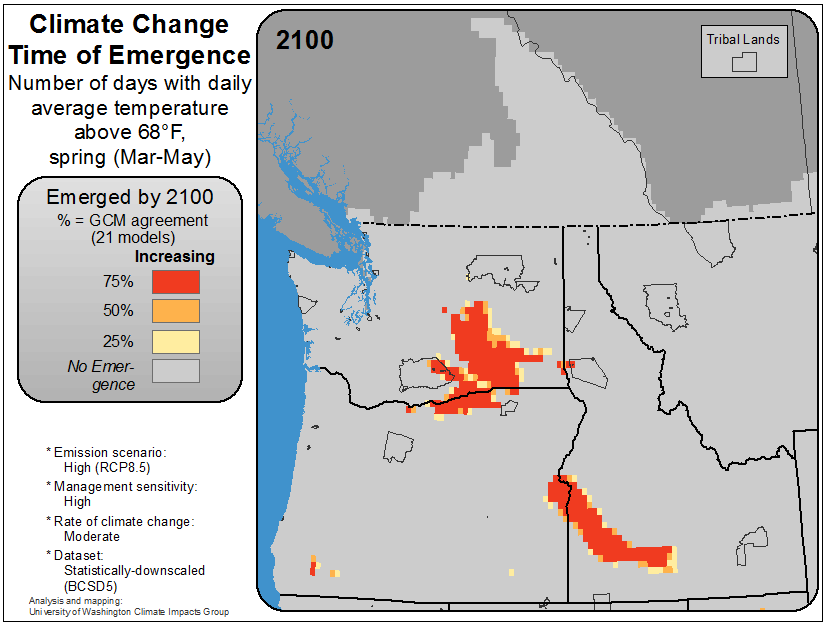 Climate Change
Time of Emergence
Number of days with daily
average temperature
above 68°F,
spring (Mar-May)
Emerged by 2100
% = GCM agreement
(21 models)
Increasing
75%
50%
25%
No Emer-
gence
* Emission scenario:
High (RCP8.5)
* Management sensitivity:
High
* Rate of climate change:
Moderate
* Dataset:
Statistically-downscaled
(BCSD5)
Analysis and mapping:
University of Washington Climate Impacts Group
2100
Tribal Lands